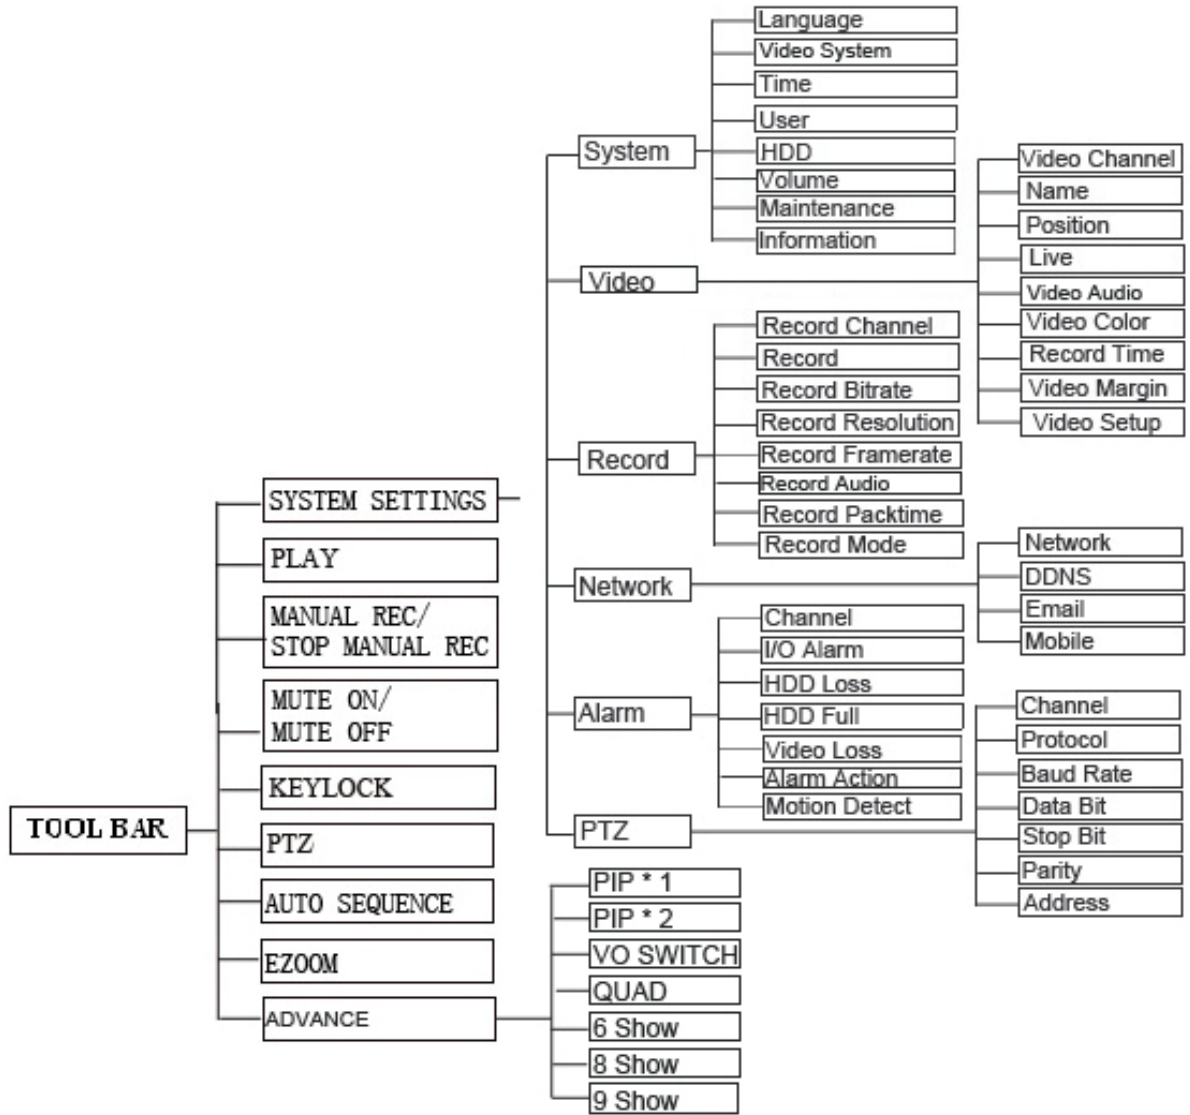 TOOL BAR
SYSTEM SETTINGS
PLAY
MANUAL REC/
STOP MANUAL REC
MUTE ON/
MUTE OFF
KEYLOCK
PTZ
AUTO SEQUENCE
EZOOM
ADVANCE
System
Language
Video System
Time
User
HDD
Volume
Maintenance
Information
Video
Video Channel
Name
Position
Live
Video Audio
Video Color
Record Time
Video Margin
Video Setup
Record
Record Channel
Record
Record Bitrate
Record Resolution
Record Framerate
Record Audio
Record Packtime
Record Mode
Network
Network
DDNS
Email
Mobile
Alarm
Channel
I/O Alarm
HDD Loss
HDD Full
Video Loss
Alarm Action
Motion Detect
PTZ
Channel
Protocol
Baud Rate
Data Bit
Stop Bit
Parity
Address
PIP * 1
PIP * 2
VO SWITCH
QUAD
6 Show
8 Show
9 Show